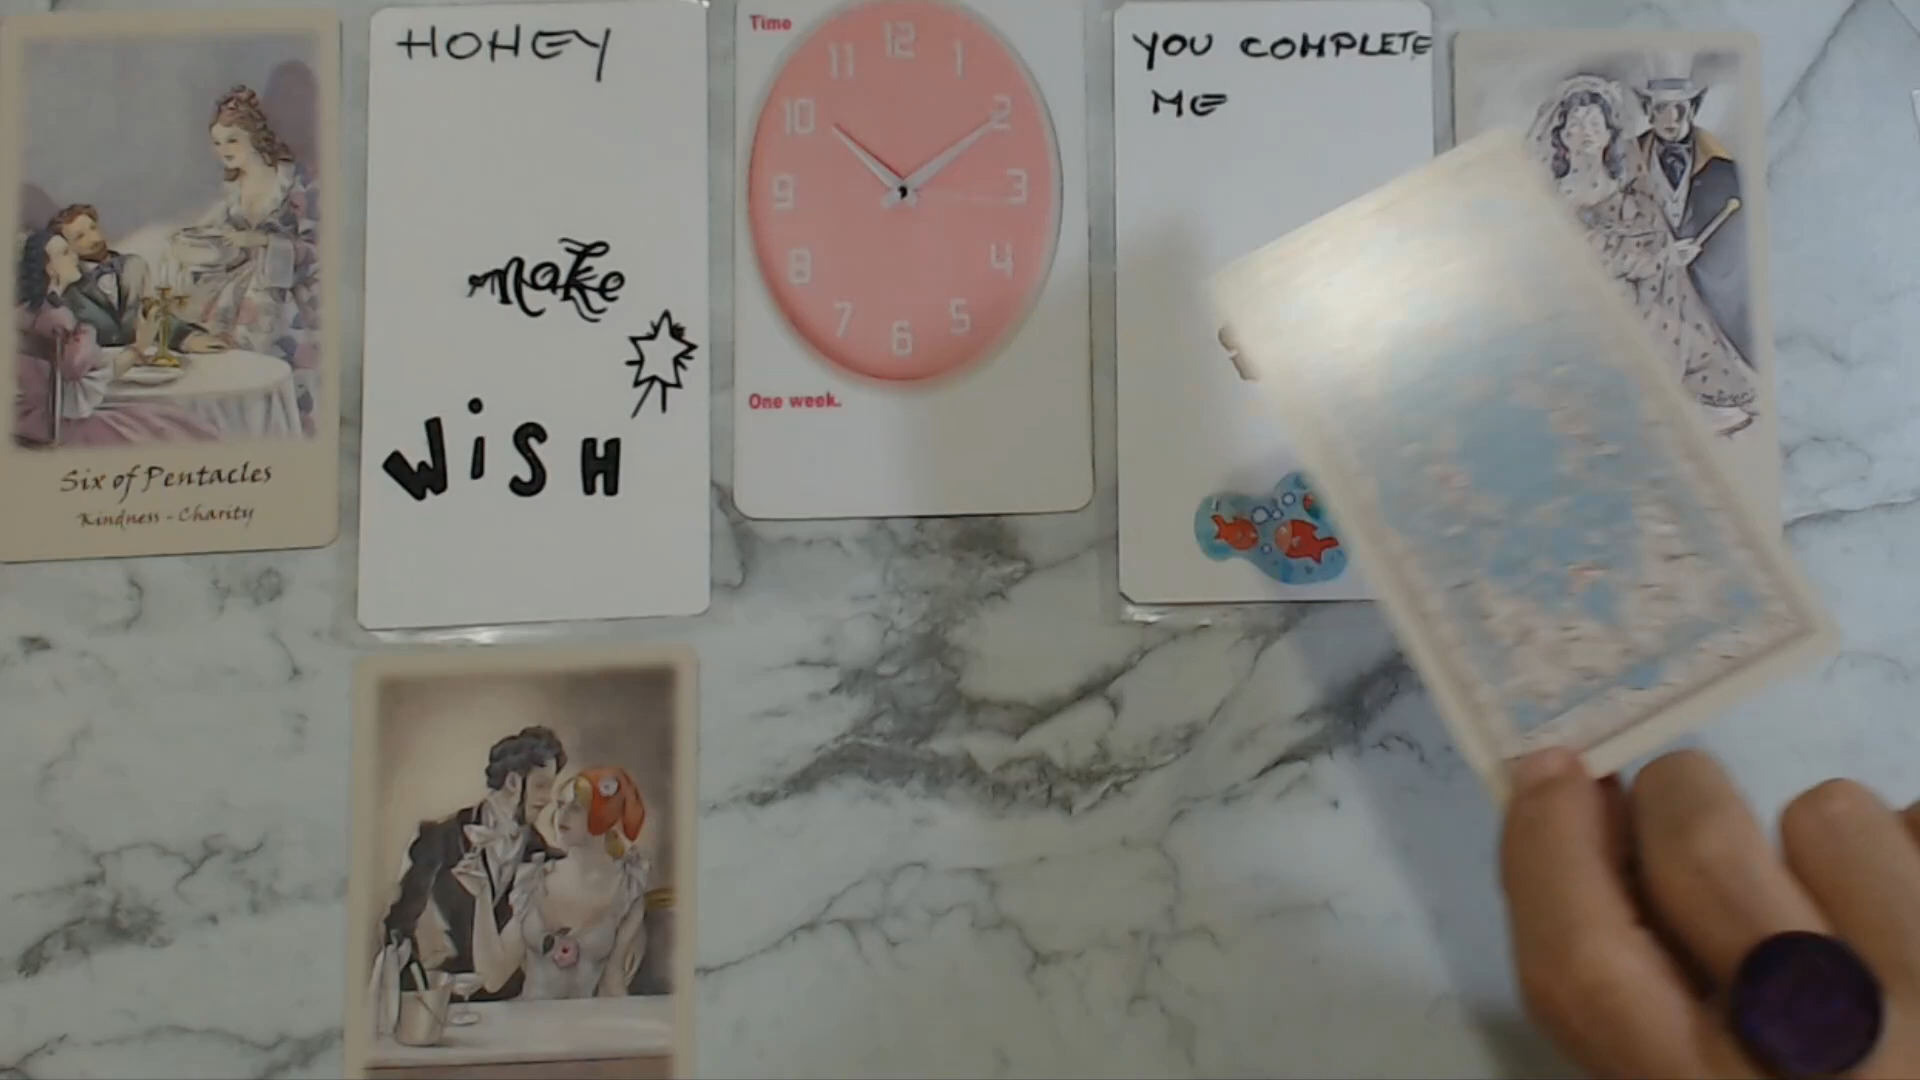 Six of Pentacles
Kindness - Charity
HONEY
make
WiSH
Time
12
11
1
10
2
9
3
8
4
7
5
6
One week.
YOU COMPLETE
ME